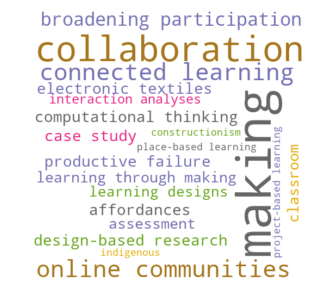 broadening participation
collaboration
connected learning
electronic textiles
interaction analyses
computational thinking
case study
constructionism
place-based learning
productive failure
learning through making
learning designs
affordances
assessment
design-based research
indigenous
online communities
making
project-based learning
classroom